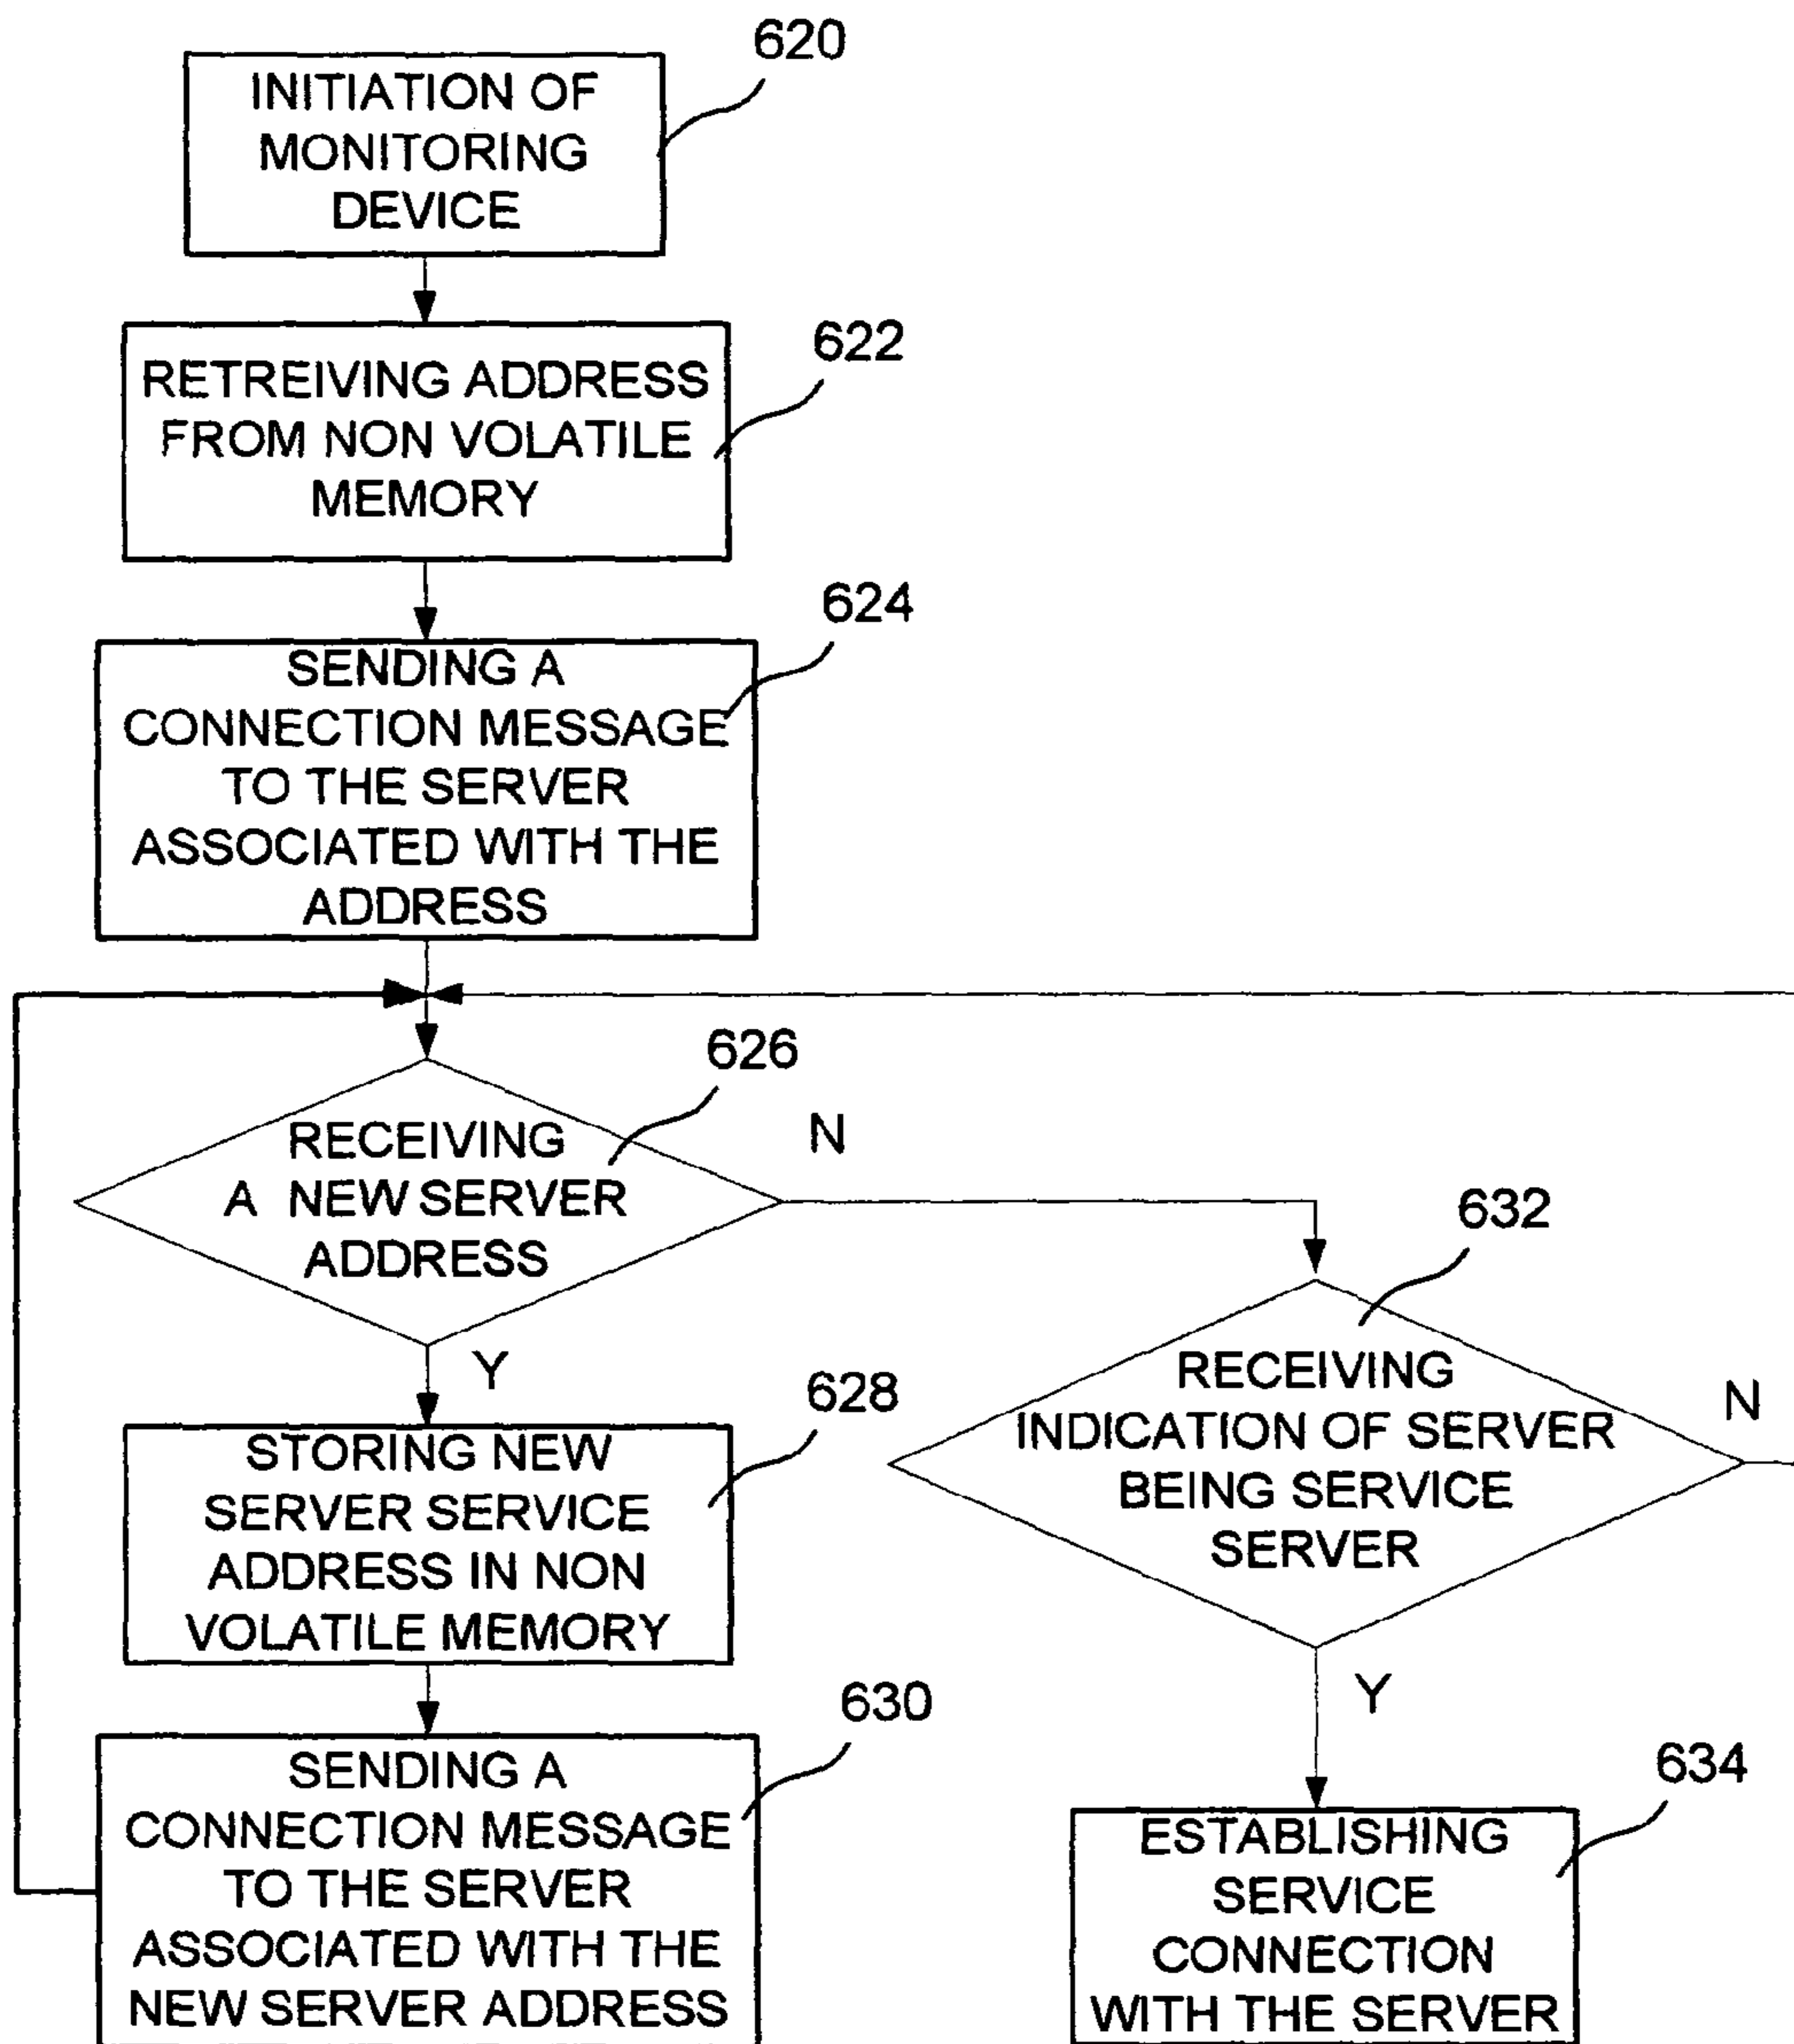 620
INITIATION OF
MONITORING
DEVICE
622
RETREIVING ADDRESS
FROM NON VOLATILE
MEMORY
624
SENDING A
CONNECTION MESSAGE
TO THE SERVER
ASSOCIATED WITH THE
ADDRESS
626
RECEIVING
A NEW SERVER
ADDRESS
N
Y
632
RECEIVING
INDICATION OF SERVER
BEING SERVICE
SERVER
N
Y
628
STORING NEW
SERVER SERVICE
ADDRESS IN NON
VOLATILE MEMORY
630
SENDING A
CONNECTION MESSAGE
TO THE SERVER
ASSOCIATED WITH THE
NEW SERVER ADDRESS
634
ESTABLISHING
SERVICE
CONNECTION
WITH THE SERVER